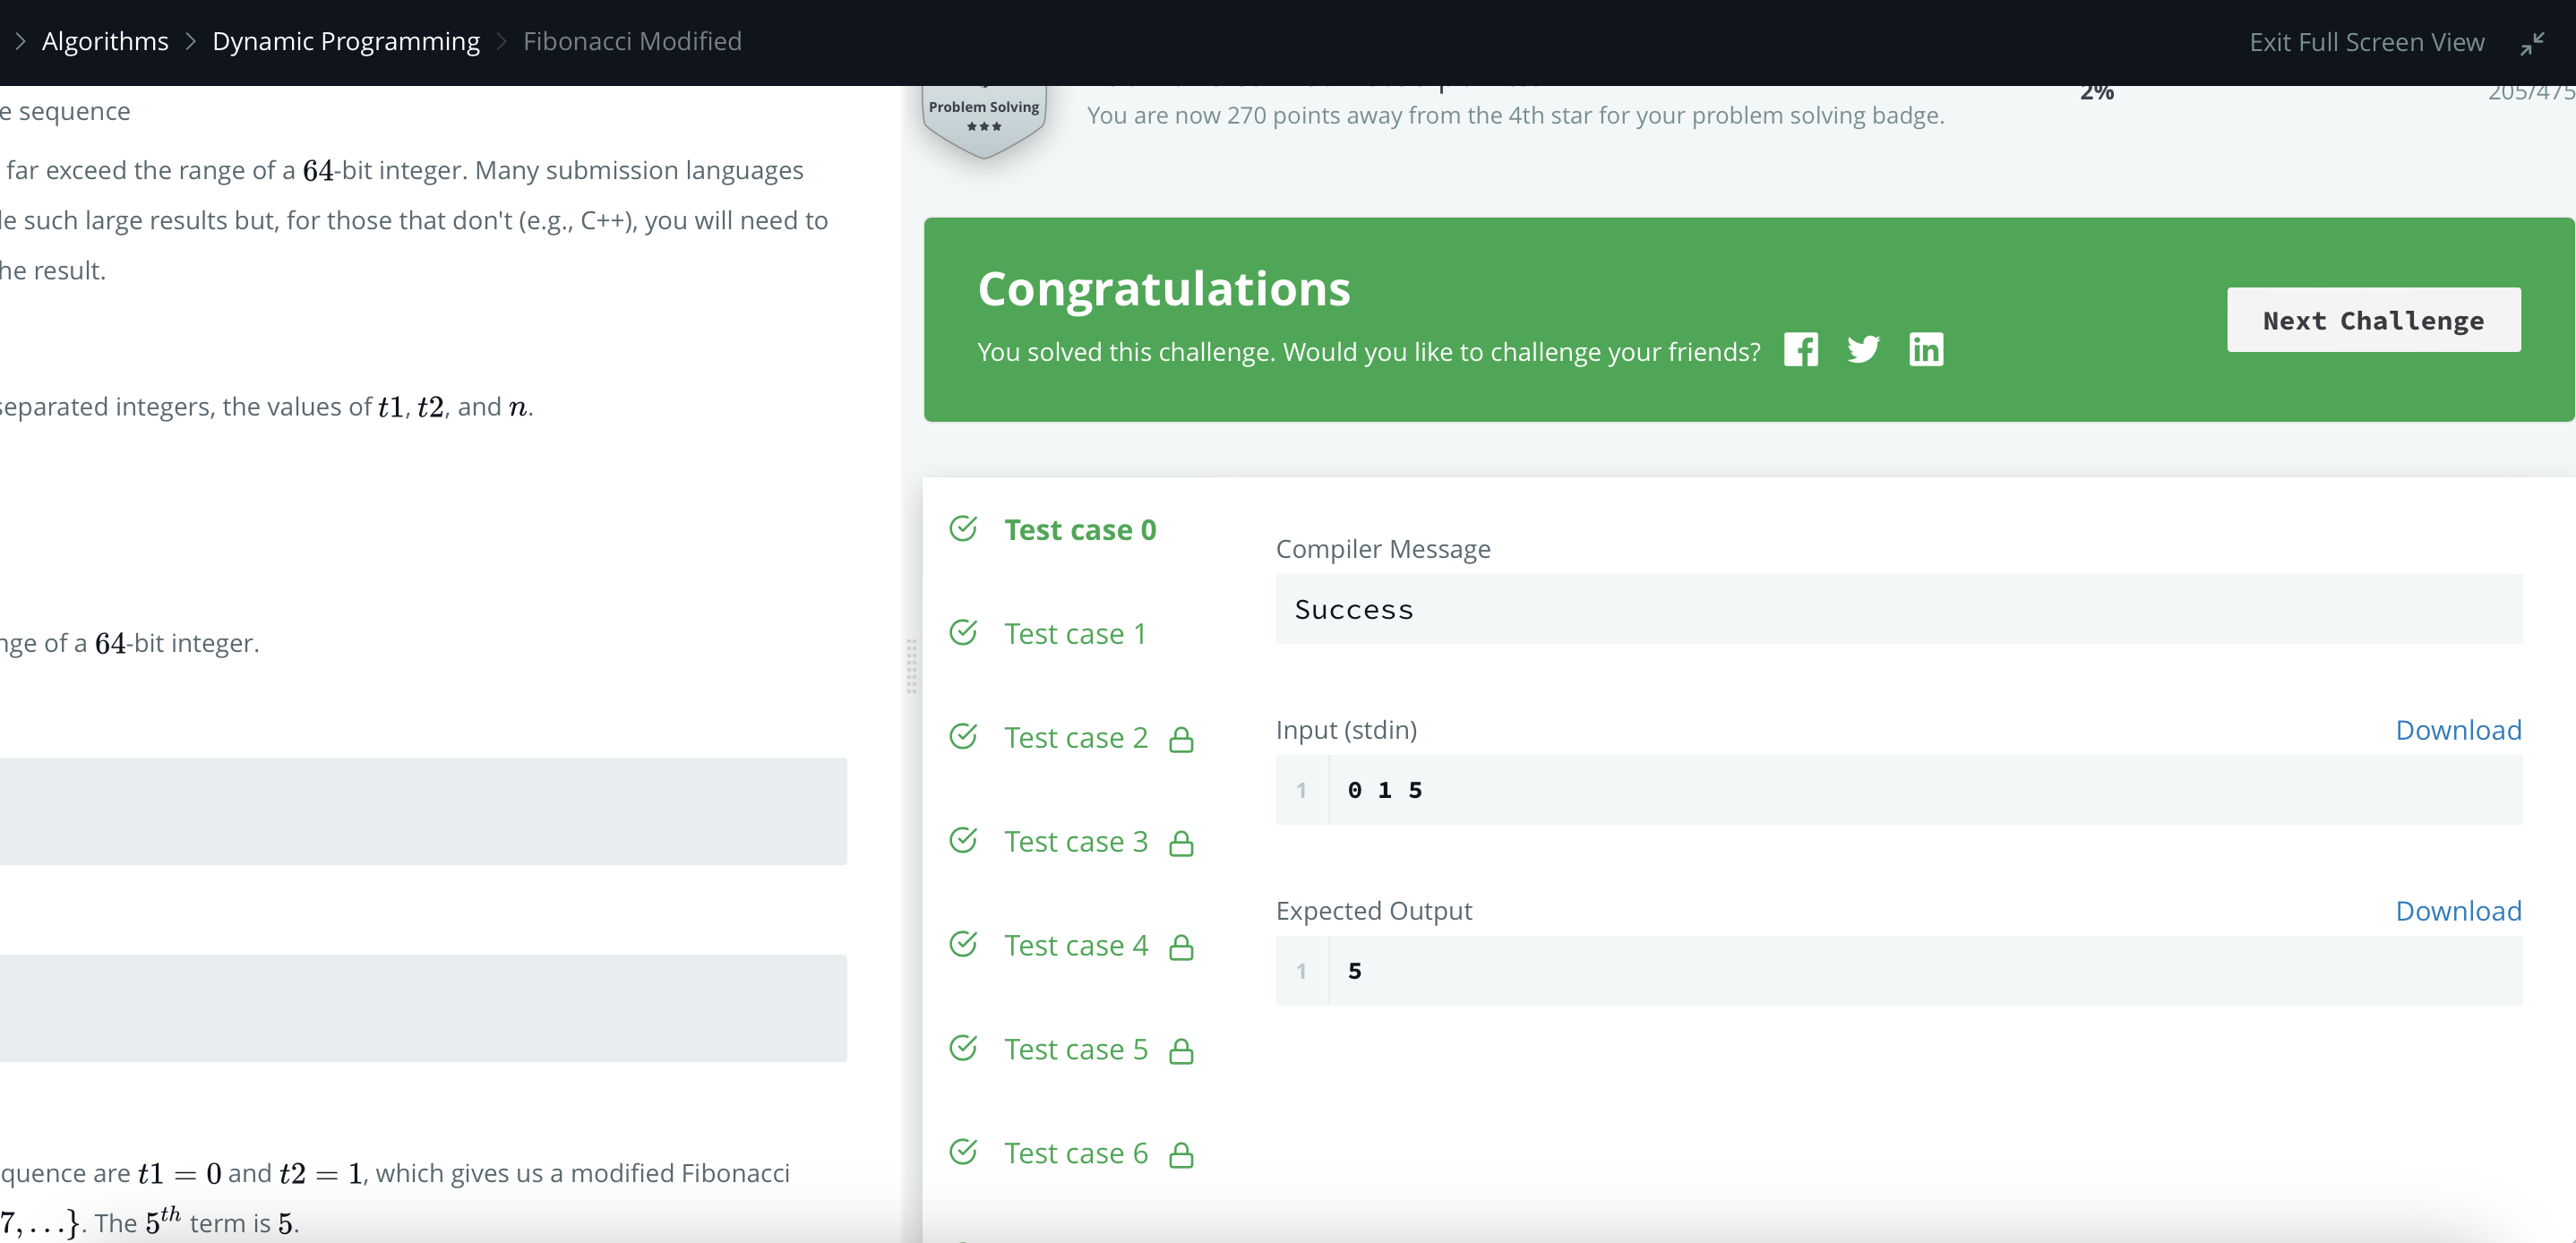 Algorithms > Dynamic Programming > Fibonacci Modified
Exit Full Screen View
e sequence
far exceed the range of a 64-bit integer. Many submission languages
le such large results but, for those that don't (e.g., C++), you will need to
he result.
separated integers, the values of t1, t2, and n.
nge of a 64-bit integer.
quence are t1 = 0 and t2 = 1, which gives us a modified Fibonacci
7, . . .}. The 5th term is 5.
Problem Solving
You are now 270 points away from the 4th star for your problem solving badge.
2%
205/475
Congratulations
You solved this challenge. Would you like to challenge your friends?
Next Challenge
Test case 0
Test case 1
Test case 2
Test case 3
Test case 4
Test case 5
Test case 6
Compiler Message
Success
Input (stdin)
Download
1 0 1 5
Expected Output
Download
1 5